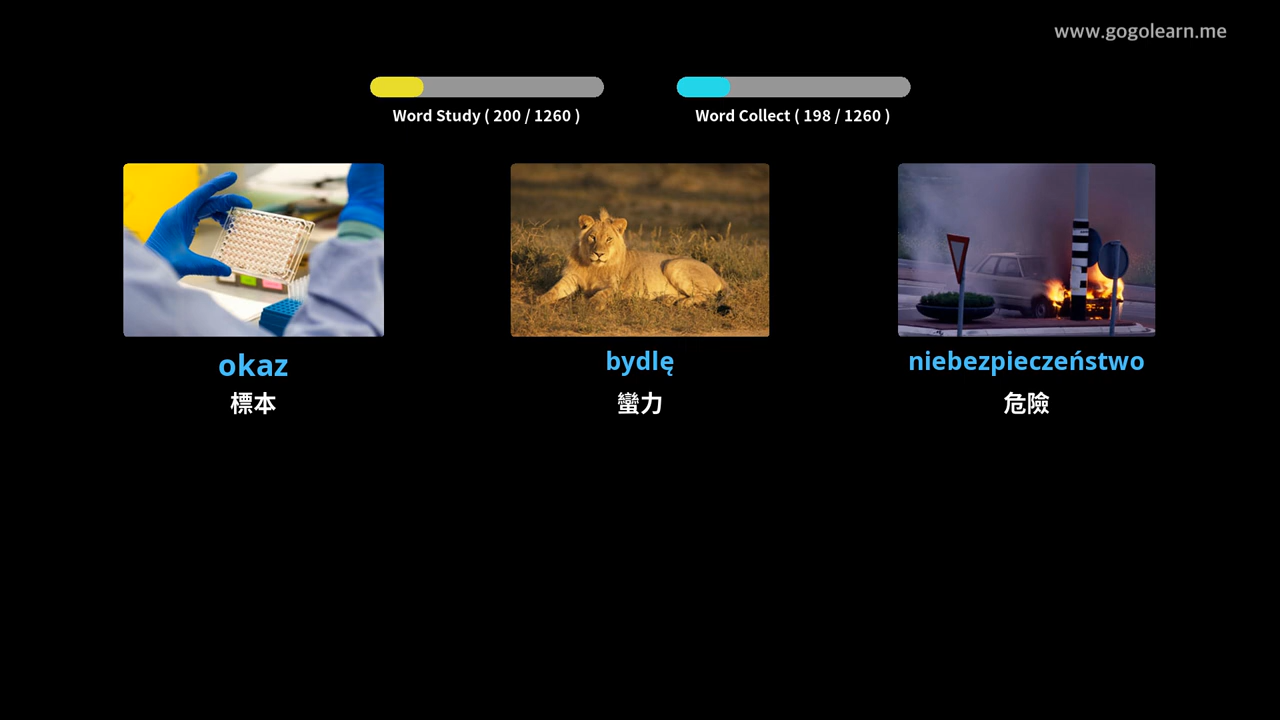 www.gogolearn.me
Word Study ( 200 / 1260 )
Word Collect ( 198 / 1260 )
okaz
標本
bydlę
蠻力
niebezpieczeństwo
危險